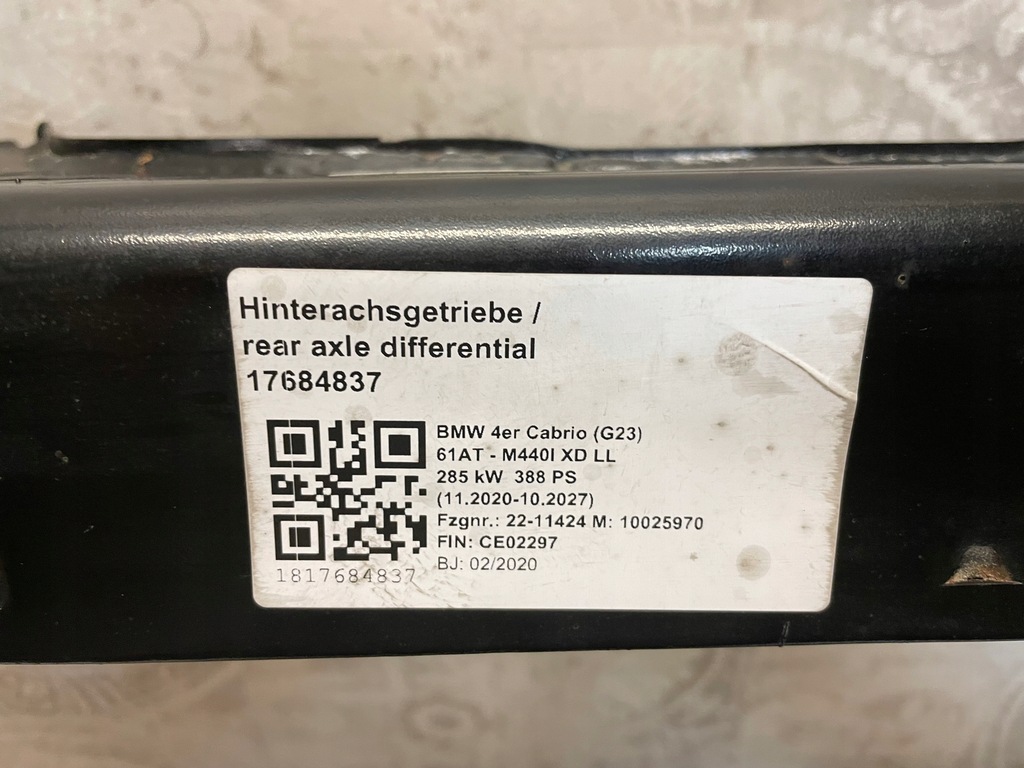 Hinterachsgetriebe /
rear axle differential
17684837
BMW 4er Cabrio (G23)
61AT - M440I XD LL
285 kW 388 PS
(11.2020-10.2027)
Fzgnr.: 22-11424 M: 10025970
FIN: CE02297
BJ: 02/2020
1817684837